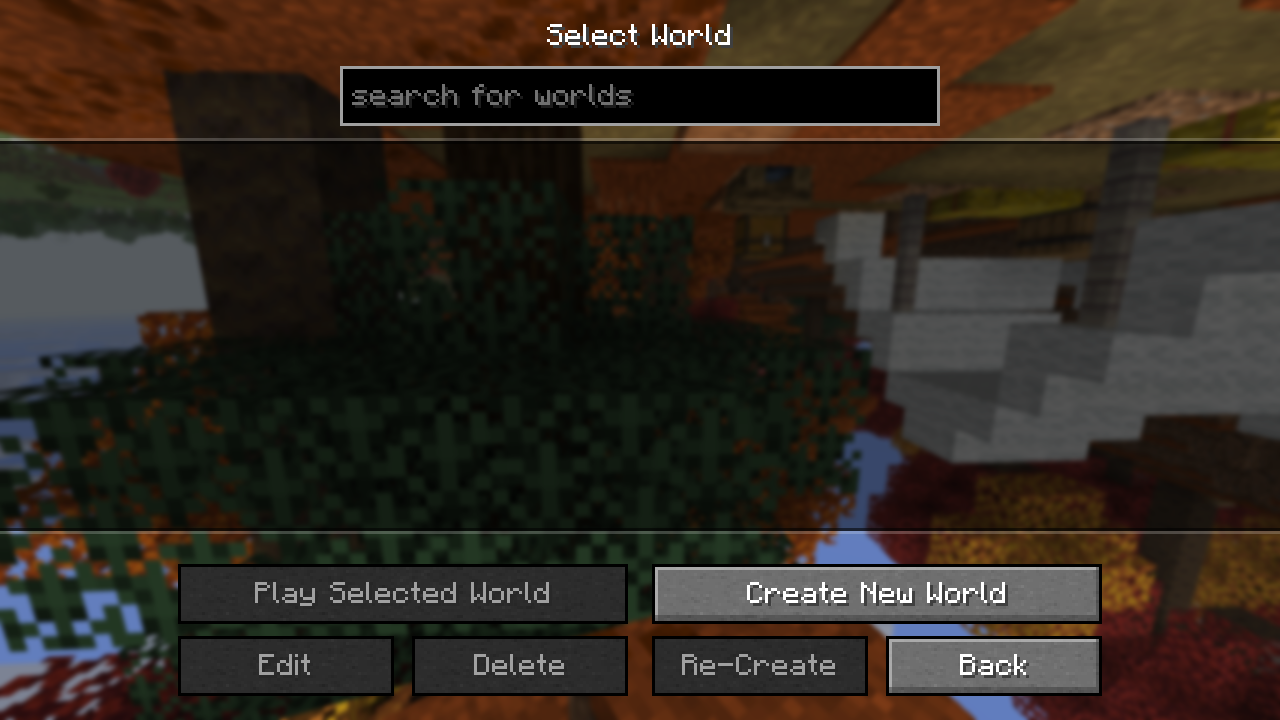 Select World
search for worlds
Play Selected World
Create New World
Edit
Delete
Re-Create
Back